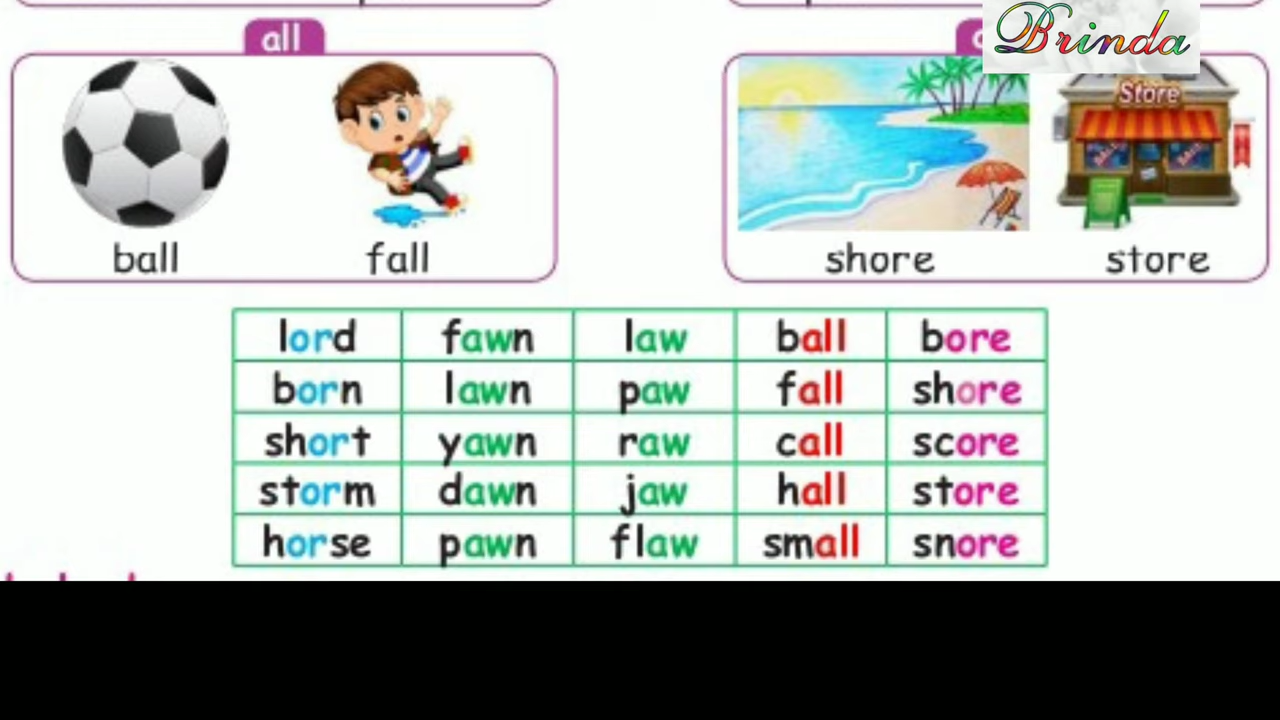 all
Brinda
Store
ball fall
shore store
lord fawn law ball bore
born lawn paw fall shore
short yawn raw call score
storm dawn jaw hall store
horse pawn flaw small snore